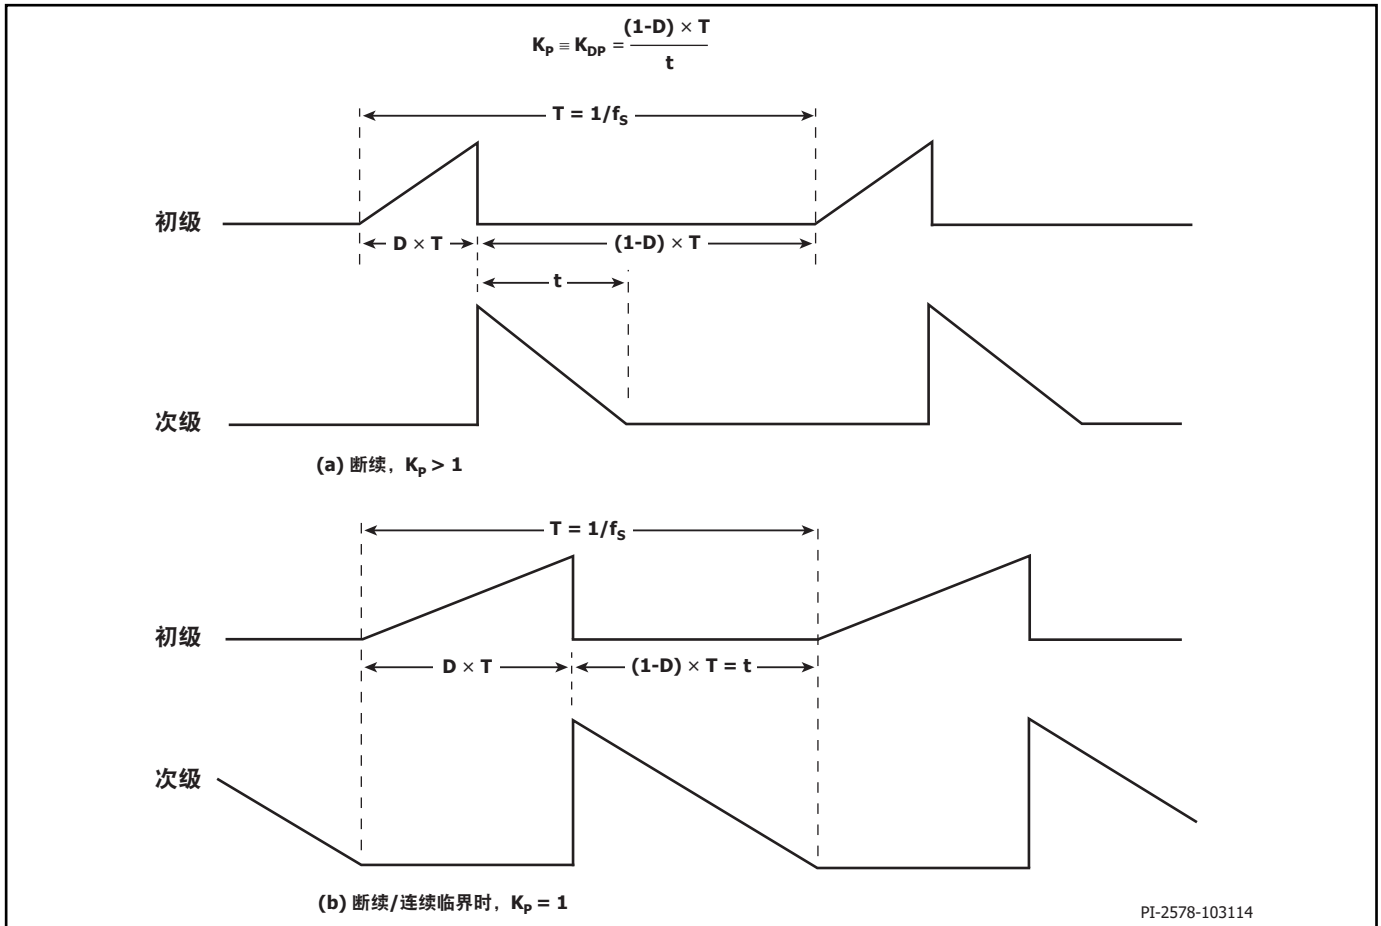 K_P ≡ K_DP = (1-D) × T / t
T = 1/f_S
初级
D × T
(1-D) × T
t
次级
(a) 断续，K_P > 1
T = 1/f_S
初级
D × T
(1-D) × T = t
次级
(b) 断续/连续临界时，K_P = 1
PI-2578-103114